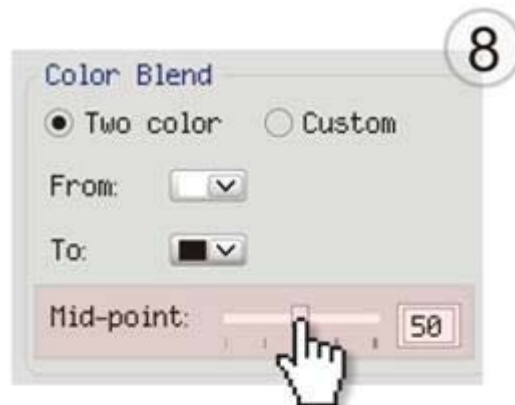 8
Color Blend
Two color Custom
From:
To:
Mid-point: 50